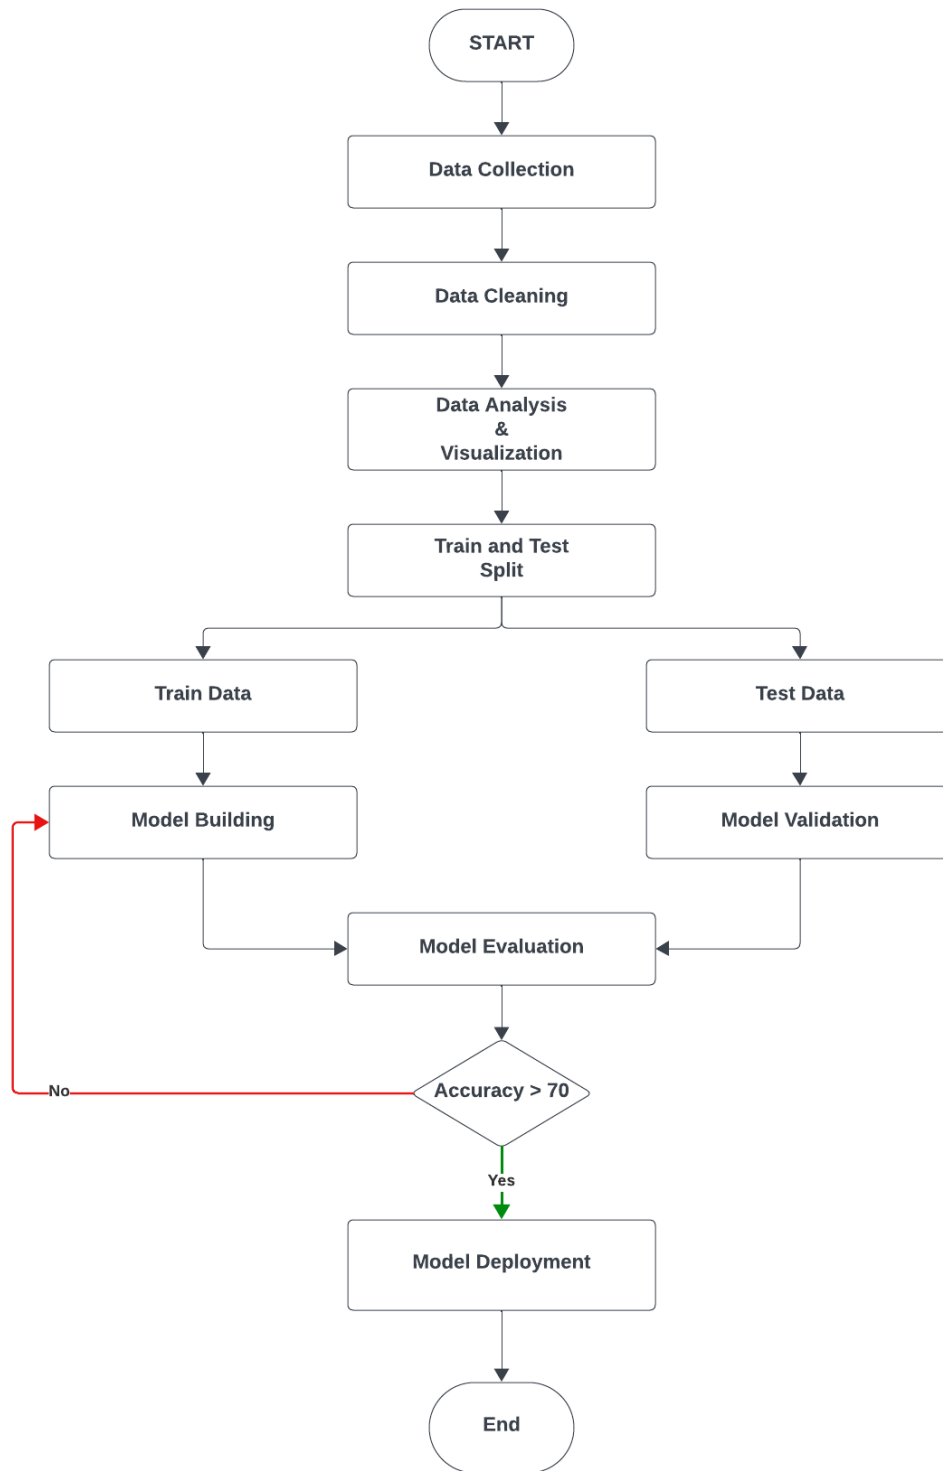 START
Data Collection
Data Cleaning
Data Analysis
&
Visualization
Train and Test
Split
Train Data
Test Data
Model Building
Model Validation
Model Evaluation
Accuracy > 70
No
Yes
Model Deployment
End